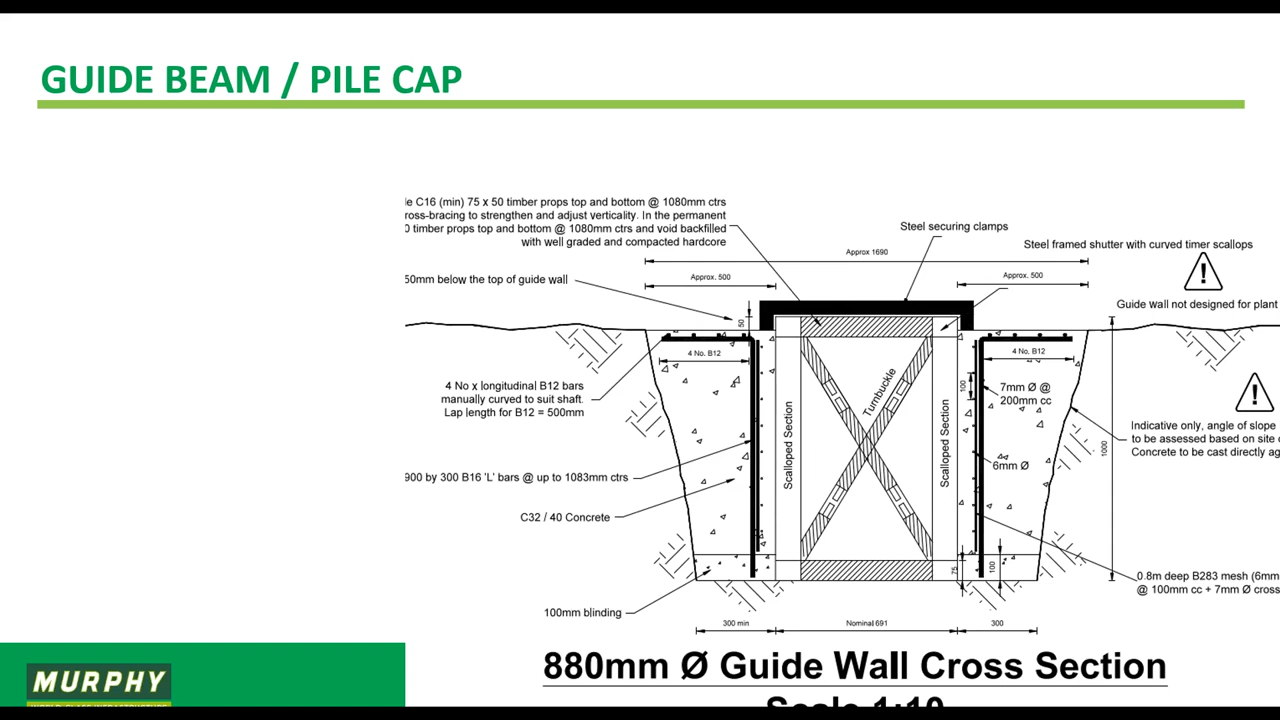 GUIDE BEAM / PILE CAP
le C16 (min) 75 x 50 timber props top and bottom @ 1080mm ctrs
ross-bracing to strengthen and adjust verticality. In the permanent
0 timber props top and bottom @ 1080mm ctrs and void backfilled
with well graded and compacted hardcore
Steel securing clamps
Steel framed shutter with curved timer scallops
Approx 1690
50mm below the top of guide wall
Approx. 500
Approx. 500
Guide wall not designed for plant
50
4 No. B12
4 No. B12
4 No x longitudinal B12 bars
manually curved to suit shaft.
Lap length for B12 = 500mm
Turnbuckle
100
7mm Ø @
200mm cc
Scalloped Section
Scalloped Section
1000
Indicative only, angle of slope
to be assessed based on site c
Concrete to be cast directly ag
6mm Ø
900 by 300 B16 'L' bars @ up to 1083mm ctrs
C32 / 40 Concrete
75
100
0.8m deep B283 mesh (6mm
@ 100mm cc + 7mm Ø cross
100mm blinding
300 min
Nominal 691
300
880mm Ø Guide Wall Cross Section
Scale 1:10
MURPHY
WORLD-CLASS INFRASTRUCTURE